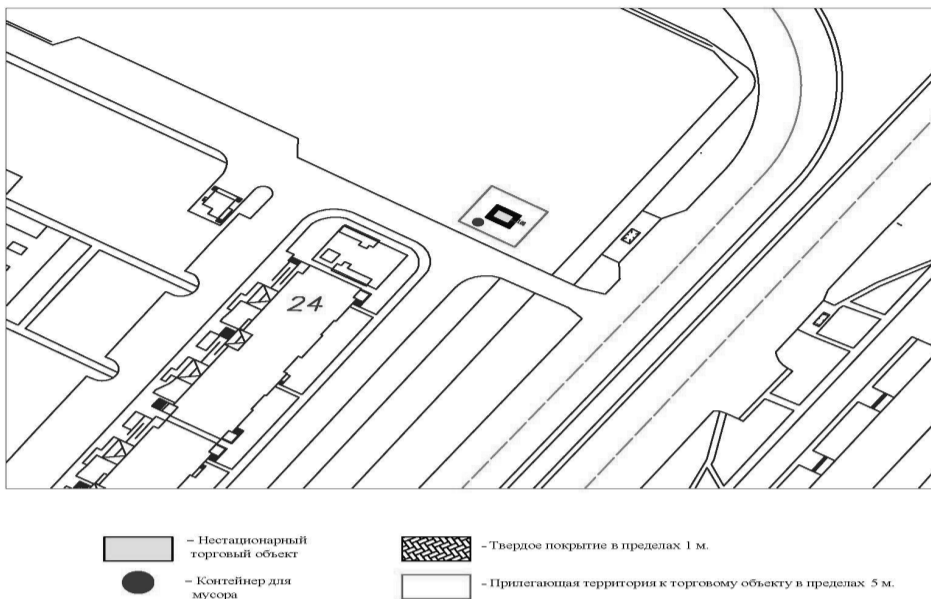 24
– Нестационарный
торговый объект
- Твердое покрытие в пределах 1 м.
– Контейнер для
мусора
- Прилегающая территория к торговому объекту в пределах 5 м.